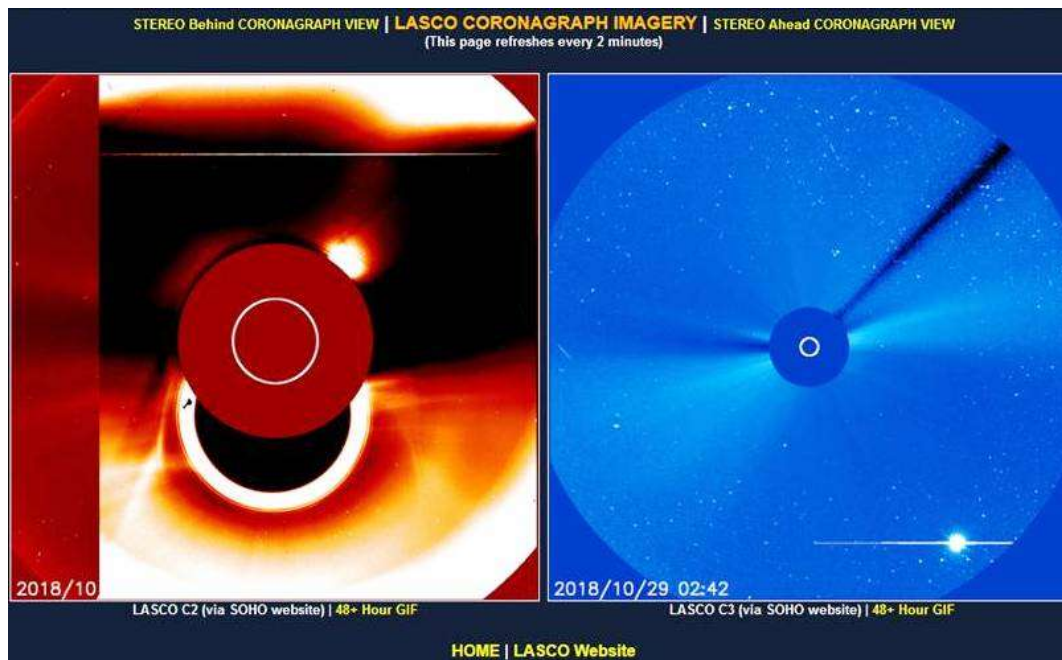 STEREO Behind CORONAGRAPH VIEW | LASCO CORONAGRAPH IMAGERY | STEREO Ahead CORONAGRAPH VIEW
(This page refreshes every 2 minutes)
2018/10
2018/10/29 02:42
LASCO C2 (via SOHO website) | 48+ Hour GIF
LASCO C3 (via SOHO website) | 48+ Hour GIF
HOME | LASCO Website